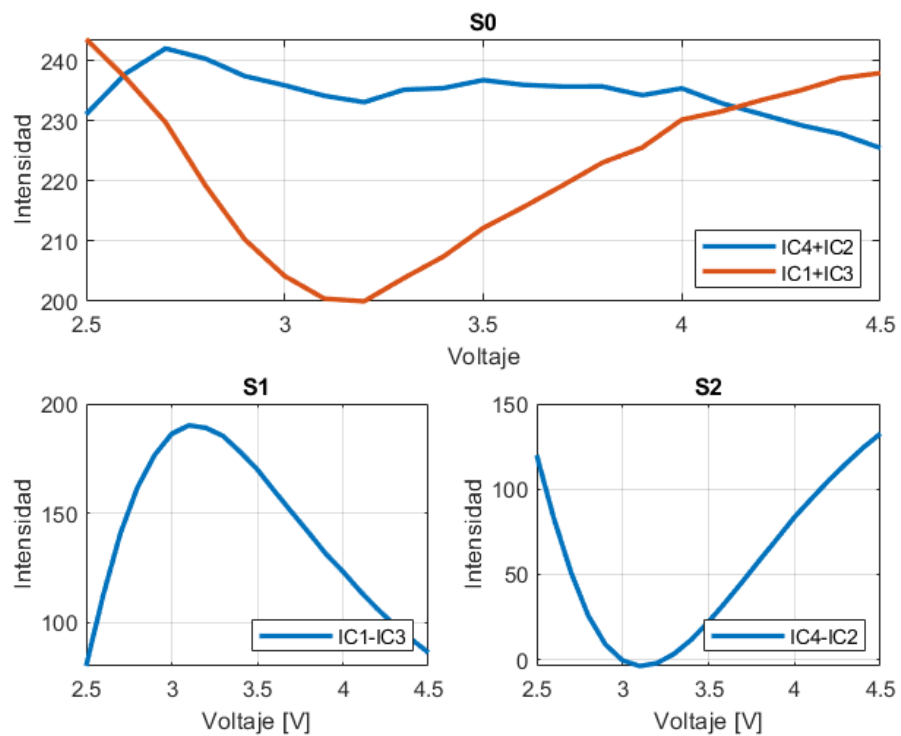 S0
Intensidad
240
230
220
210
200
2.5
3
3.5
4
4.5
Voltaje
IC4+IC2
IC1+IC3
S1
Intensidad
200
150
100
2.5
3
3.5
4
4.5
Voltaje [V]
IC1-IC3
S2
Intensidad
150
100
50
0
2.5
3
3.5
4
4.5
Voltaje [V]
IC4-IC2